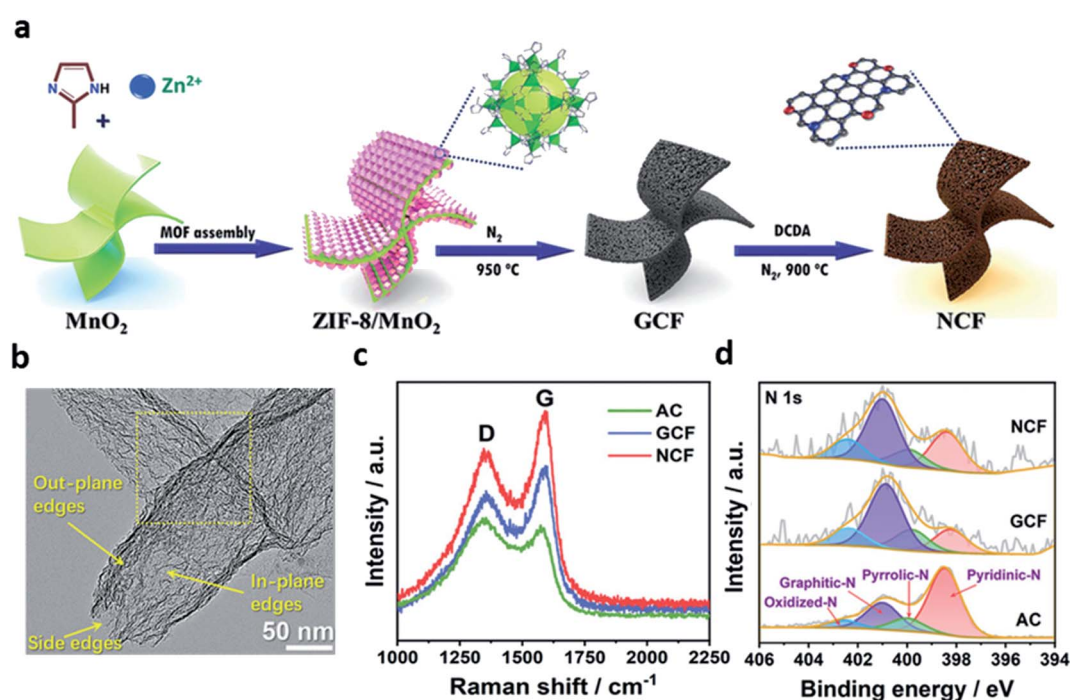 a
N
NH
Zn²⁺
+
MOF assembly
N₂
950 °C
DCDA
N₂, 900 °C
MnO₂
ZIF-8/MnO₂
GCF
NCF
b
Out-plane
edges
In-plane
edges
Side edges
50 nm
c
Intensity / a.u.
D
G
AC
GCF
NCF
1000 1250 1500 1750 2000 2250
Raman shift / cm⁻¹
d
Intensity / a.u.
N 1s
NCF
GCF
Graphitic-N
Pyrrolic-N
Pyridinic-N
Oxidized-N
AC
406 404 402 400 398 396 394
Binding energy / eV